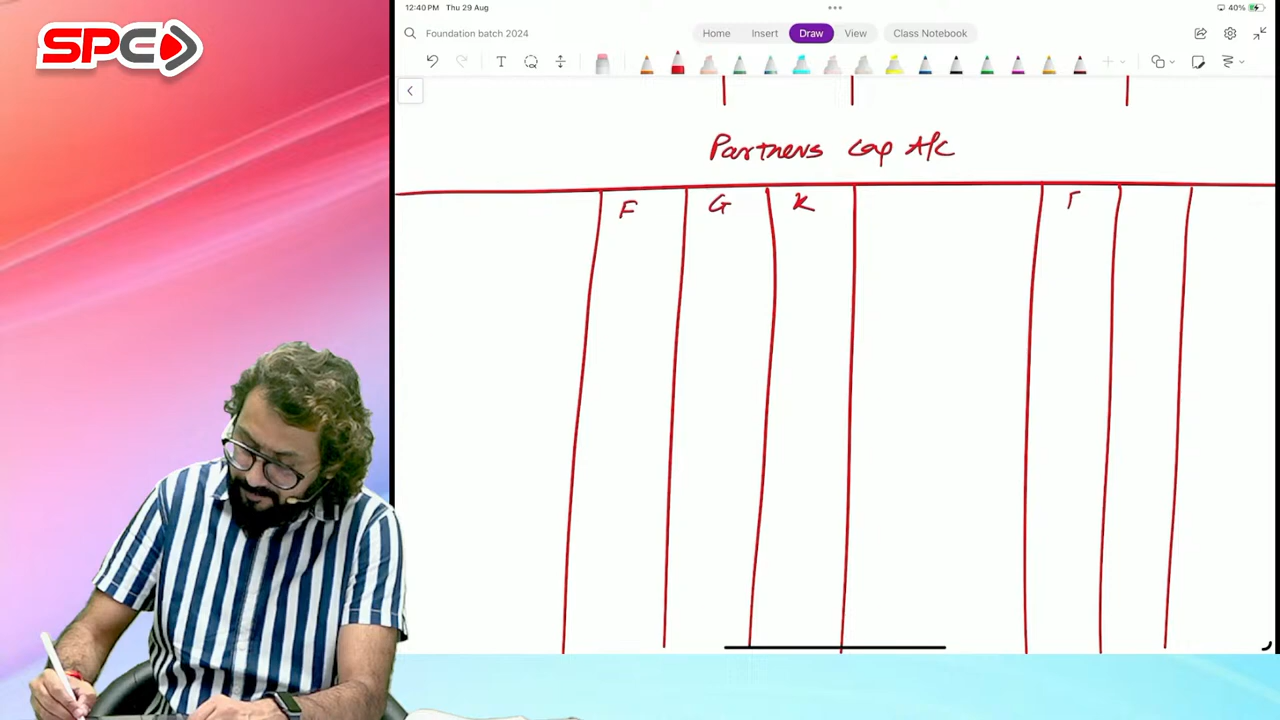 SPC
12:40 PM Thu 29 Aug
40%
Foundation batch 2024
Home Insert Draw View Class Notebook
T
Partners Cap A/c
F G K